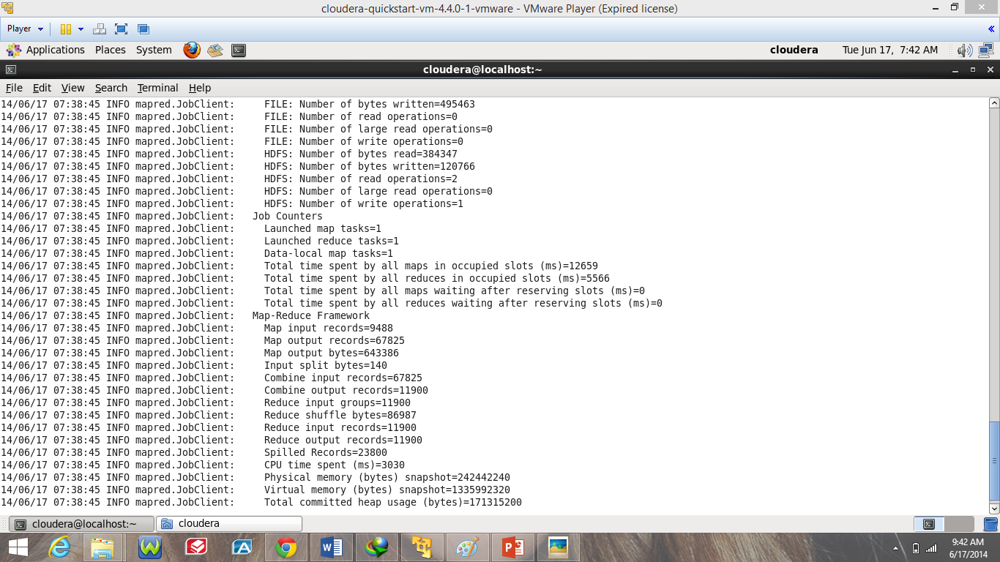 cloudera-quickstart-vm-4.4.0-1-vmware - VMware Player (Expired license)
Player
Applications Places System cloudera Tue Jun 17, 7:42 AM
cloudera@localhost:~
File Edit View Search Terminal Help
14/06/17 07:38:45 INFO mapred.JobClient:     FILE: Number of bytes written=495463
14/06/17 07:38:45 INFO mapred.JobClient:     FILE: Number of read operations=0
14/06/17 07:38:45 INFO mapred.JobClient:     FILE: Number of large read operations=0
14/06/17 07:38:45 INFO mapred.JobClient:     FILE: Number of write operations=0
14/06/17 07:38:45 INFO mapred.JobClient:     HDFS: Number of bytes read=384347
14/06/17 07:38:45 INFO mapred.JobClient:     HDFS: Number of bytes written=120766
14/06/17 07:38:45 INFO mapred.JobClient:     HDFS: Number of read operations=2
14/06/17 07:38:45 INFO mapred.JobClient:     HDFS: Number of large read operations=0
14/06/17 07:38:45 INFO mapred.JobClient:     HDFS: Number of write operations=1
14/06/17 07:38:45 INFO mapred.JobClient:   Job Counters
14/06/17 07:38:45 INFO mapred.JobClient:     Launched map tasks=1
14/06/17 07:38:45 INFO mapred.JobClient:     Launched reduce tasks=1
14/06/17 07:38:45 INFO mapred.JobClient:     Data-local map tasks=1
14/06/17 07:38:45 INFO mapred.JobClient:     Total time spent by all maps in occupied slots (ms)=12659
14/06/17 07:38:45 INFO mapred.JobClient:     Total time spent by all reduces in occupied slots (ms)=5566
14/06/17 07:38:45 INFO mapred.JobClient:     Total time spent by all maps waiting after reserving slots (ms)=0
14/06/17 07:38:45 INFO mapred.JobClient:     Total time spent by all reduces waiting after reserving slots (ms)=0
14/06/17 07:38:45 INFO mapred.JobClient:   Map-Reduce Framework
14/06/17 07:38:45 INFO mapred.JobClient:     Map input records=9488
14/06/17 07:38:45 INFO mapred.JobClient:     Map output records=67825
14/06/17 07:38:45 INFO mapred.JobClient:     Map output bytes=643386
14/06/17 07:38:45 INFO mapred.JobClient:     Input split bytes=140
14/06/17 07:38:45 INFO mapred.JobClient:     Combine input records=67825
14/06/17 07:38:45 INFO mapred.JobClient:     Combine output records=11900
14/06/17 07:38:45 INFO mapred.JobClient:     Reduce input groups=11900
14/06/17 07:38:45 INFO mapred.JobClient:     Reduce shuffle bytes=86987
14/06/17 07:38:45 INFO mapred.JobClient:     Reduce input records=11900
14/06/17 07:38:45 INFO mapred.JobClient:     Reduce output records=11900
14/06/17 07:38:45 INFO mapred.JobClient:     Spilled Records=23800
14/06/17 07:38:45 INFO mapred.JobClient:     CPU time spent (ms)=3030
14/06/17 07:38:45 INFO mapred.JobClient:     Physical memory (bytes) snapshot=242442240
14/06/17 07:38:45 INFO mapred.JobClient:     Virtual memory (bytes) snapshot=1335992320
14/06/17 07:38:45 INFO mapred.JobClient:     Total committed heap usage (bytes)=171315200
cloudera@localhost:~ cloudera
9:42 AM
6/17/2014